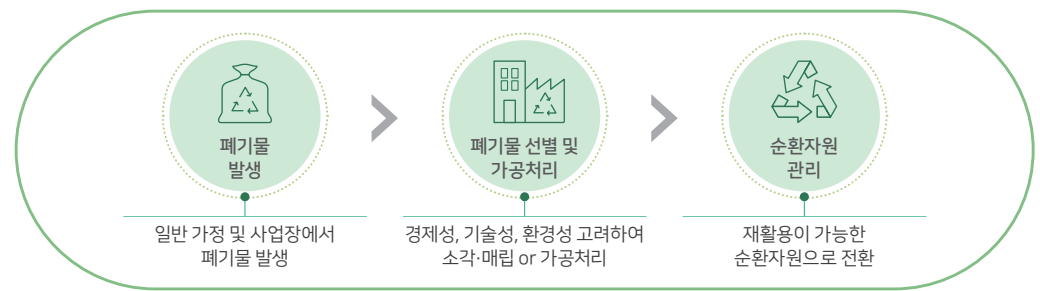 폐기물
발생
폐기물 선별 및
가공처리
순환자원
관리
일반 가정 및 사업장에서
폐기물 발생
경제성, 기술성, 환경성 고려하여
소각·매립 or 가공처리
재활용이 가능한
순환자원으로 전환